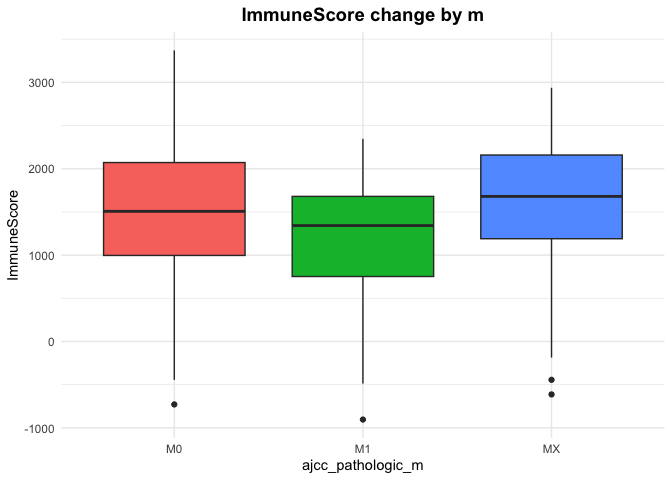 ImmuneScore change by m
ImmuneScore
3000
2000
1000
0
-1000
M0 M1 MX
ajcc_pathologic_m